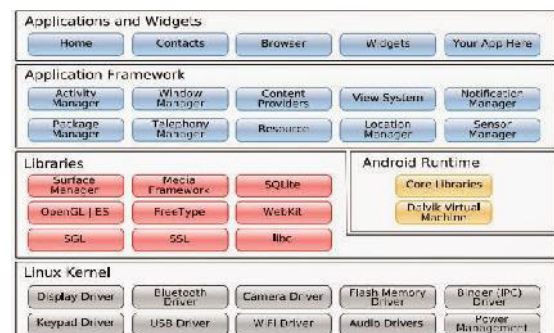 Applications and Widgets
Home Contacts Browser Widgets Your App Here
Application Framework
Activity Manager Window Manager Content Providers View System Notification Manager
Package Manager Telephony Manager Resource Location Manager Sensor Manager
Libraries
Surface Manager Media Framework SQLite
OpenGL | ES FreeType WebKit
SGL SSL libc
Android Runtime
Core Libraries
Dalvik Virtual Machine
Linux Kernel
Display Driver Bluetooth Driver Camera Driver Flash Memory Driver Binder (IPC) Driver
Keypad Driver USB Driver WiFi Driver Audio Drivers Power Management